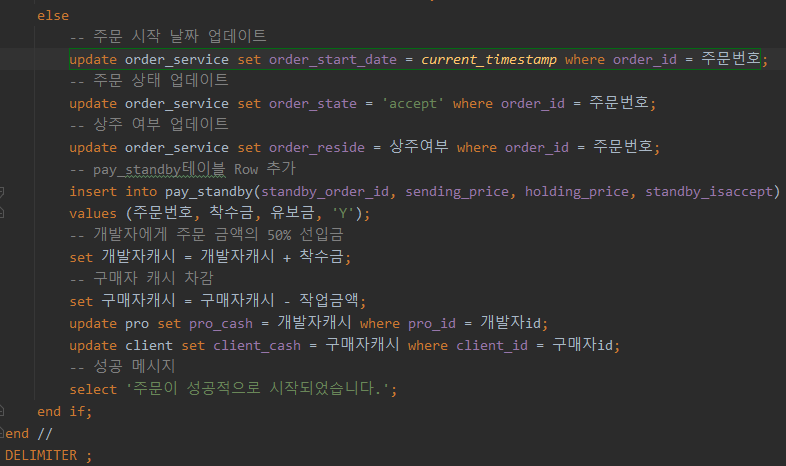 else
-- 주문 시작 날짜 업데이트
update order_service set order_start_date = current_timestamp where order_id = 주문번호;
-- 주문 상태 업데이트
update order_service set order_state = 'accept' where order_id = 주문번호;
-- 상주 여부 업데이트
update order_service set order_reside = 상주여부 where order_id = 주문번호;
-- pay_standby테이블 Row 추가
insert into pay_standby(standby_order_id, sending_price, holding_price, standby_isaccept)
values (주문번호, 착수금, 유보금, 'Y');
-- 개발자에게 주문 금액의 50% 선입금
set 개발자캐시 = 개발자캐시 + 착수금;
-- 구매자 캐시 차감
set 구매자캐시 = 구매자캐시 - 작업금액;
update pro set pro_cash = 개발자캐시 where pro_id = 개발자id;
update client set client_cash = 구매자캐시 where client_id = 구매자id;
-- 성공 메시지
select '주문이 성공적으로 시작되었습니다.';
end if;
end //
DELIMITER ;